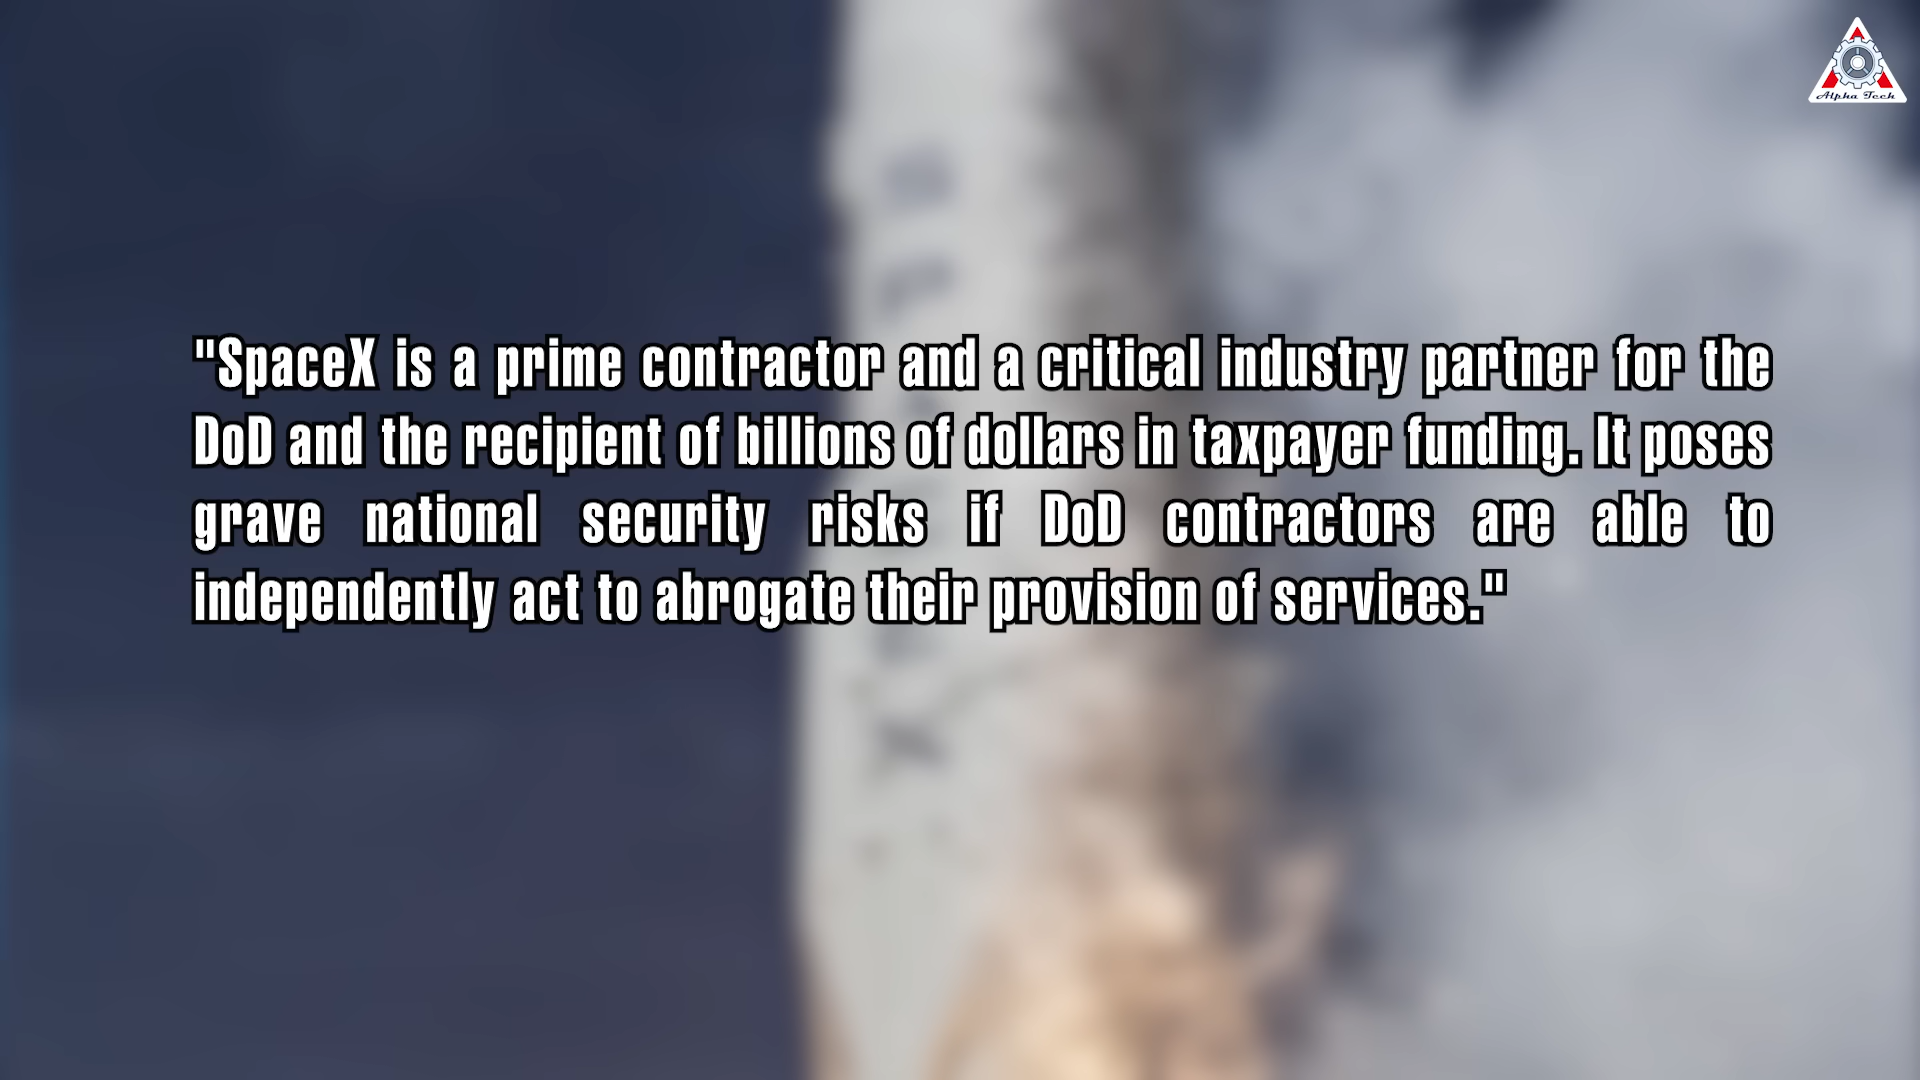 Alpha Tech
"SpaceX is a prime contractor and a critical industry partner for the
DoD and the recipient of billions of dollars in taxpayer funding. It poses
grave national security risks if DoD contractors are able to
independently act to abrogate their provision of services."